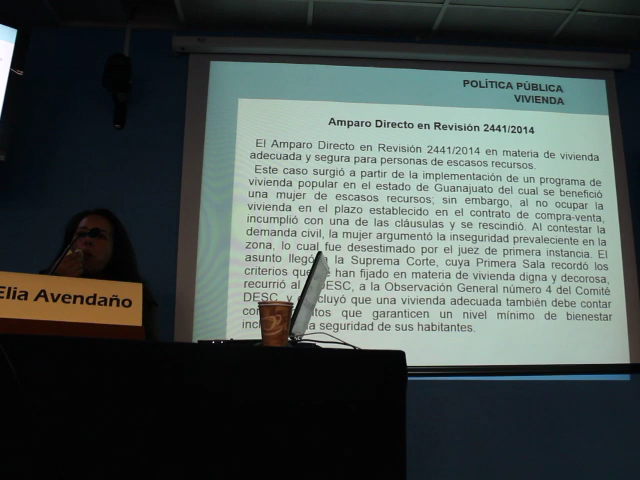 POLÍTICA PÚBLICA
VIVIENDA
Amparo Directo en Revisión 2441/2014
El Amparo Directo en Revisión 2441/2014 en materia de vivienda
adecuada y segura para personas de escasos recursos.
Este caso surgió a partir de la implementación de un programa de
vivienda popular en el estado de Guanajuato del cual se benefició
una mujer de escasos recursos; sin embargo, al no ocupar la
vivienda en el plazo establecido en el contrato de compra-venta,
incumplió con una de las cláusulas y se rescindió. Al contestar la
demanda civil, la mujer argumentó la inseguridad prevaleciente en la
zona, lo cual fue desestimado por el juez de primera instancia. El
asunto llegó la Suprema Corte, cuya Primera Sala recordó los
criterios que han fijado en materia de vivienda digna y decorosa,
recurrió al DESC, a la Observación General número 4 del Comité
DESC, y concluyó que una vivienda adecuada también debe contar
con que garanticen un nivel mínimo de bienestar
la seguridad de sus habitantes.
Elia Avendaño